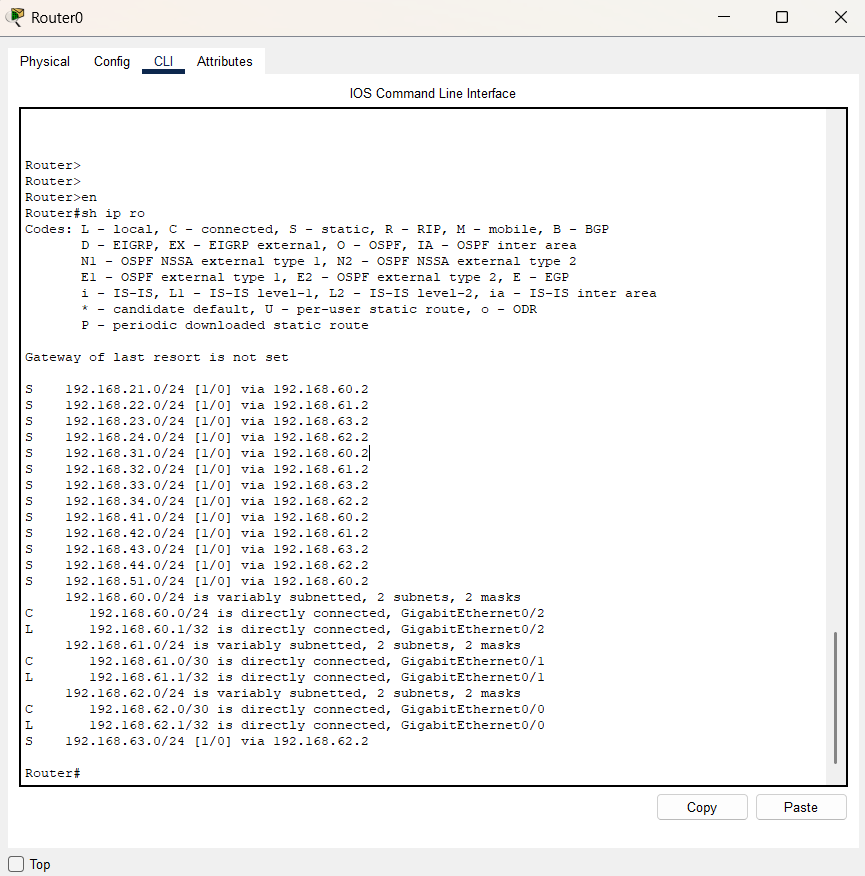 Router0
Physical Config CLI Attributes
IOS Command Line Interface
Router>
Router>
Router>en
Router#sh ip ro
Codes: L - local, C - connected, S - static, R - RIP, M - mobile, B - BGP
D - EIGRP, EX - EIGRP external, O - OSPF, IA - OSPF inter area
N1 - OSPF NSSA external type 1, N2 - OSPF NSSA external type 2
E1 - OSPF external type 1, E2 - OSPF external type 2, E - EGP
i - IS-IS, L1 - IS-IS level-1, L2 - IS-IS level-2, ia - IS-IS inter area
* - candidate default, U - per-user static route, o - ODR
P - periodic downloaded static route
Gateway of last resort is not set
S 192.168.21.0/24 [1/0] via 192.168.60.2
S 192.168.22.0/24 [1/0] via 192.168.61.2
S 192.168.23.0/24 [1/0] via 192.168.63.2
S 192.168.24.0/24 [1/0] via 192.168.62.2
S 192.168.31.0/24 [1/0] via 192.168.60.2
S 192.168.32.0/24 [1/0] via 192.168.61.2
S 192.168.33.0/24 [1/0] via 192.168.63.2
S 192.168.34.0/24 [1/0] via 192.168.62.2
S 192.168.41.0/24 [1/0] via 192.168.60.2
S 192.168.42.0/24 [1/0] via 192.168.61.2
S 192.168.43.0/24 [1/0] via 192.168.63.2
S 192.168.44.0/24 [1/0] via 192.168.62.2
S 192.168.51.0/24 [1/0] via 192.168.60.2
192.168.60.0/24 is variably subnetted, 2 subnets, 2 masks
C 192.168.60.0/24 is directly connected, GigabitEthernet0/2
L 192.168.60.1/32 is directly connected, GigabitEthernet0/2
192.168.61.0/24 is variably subnetted, 2 subnets, 2 masks
C 192.168.61.0/30 is directly connected, GigabitEthernet0/1
L 192.168.61.1/32 is directly connected, GigabitEthernet0/1
192.168.62.0/24 is variably subnetted, 2 subnets, 2 masks
C 192.168.62.0/30 is directly connected, GigabitEthernet0/0
L 192.168.62.1/32 is directly connected, GigabitEthernet0/0
S 192.168.63.0/24 [1/0] via 192.168.62.2
Router#
Copy Paste
Top